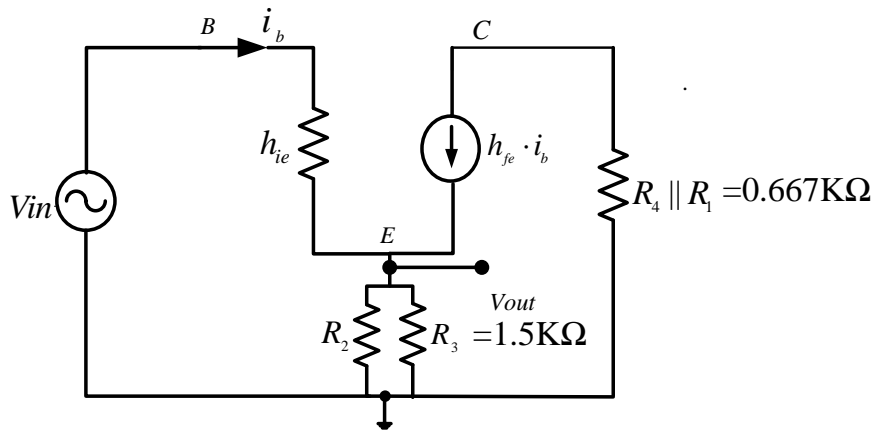 B i_b C
h_ie h_fe · i_b
Vin R_4 || R_1 =0.667KΩ
E
Vout
R_2 R_3 =1.5KΩ